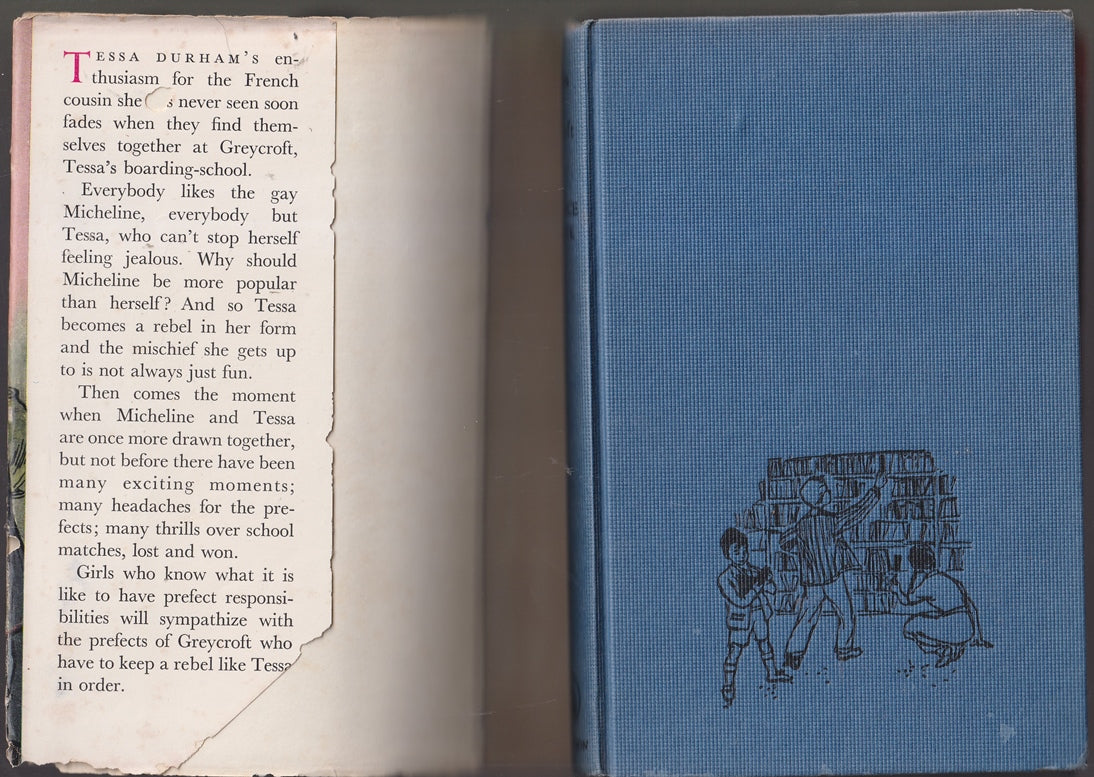 TESSA DURHAM'S en-
thusiasm for the French
cousin she s never seen soon
fades when they find them-
selves together at Greycroft,
Tessa's boarding-school.
Everybody likes the gay
Micheline, everybody but
Tessa, who can't stop herself
feeling jealous. Why should
Micheline be more popular
than herself? And so Tessa
becomes a rebel in her form
and the mischief she gets up
to is not always just fun.
Then comes the moment
when Micheline and Tessa
are once more drawn together,
but not before there have been
many exciting moments;
many headaches for the pre-
fects; many thrills over school
matches, lost and won.
Girls who know what it is
like to have prefect responsi-
bilities will sympathize with
the prefects of Greycroft who
have to keep a rebel like Tessa
in order.